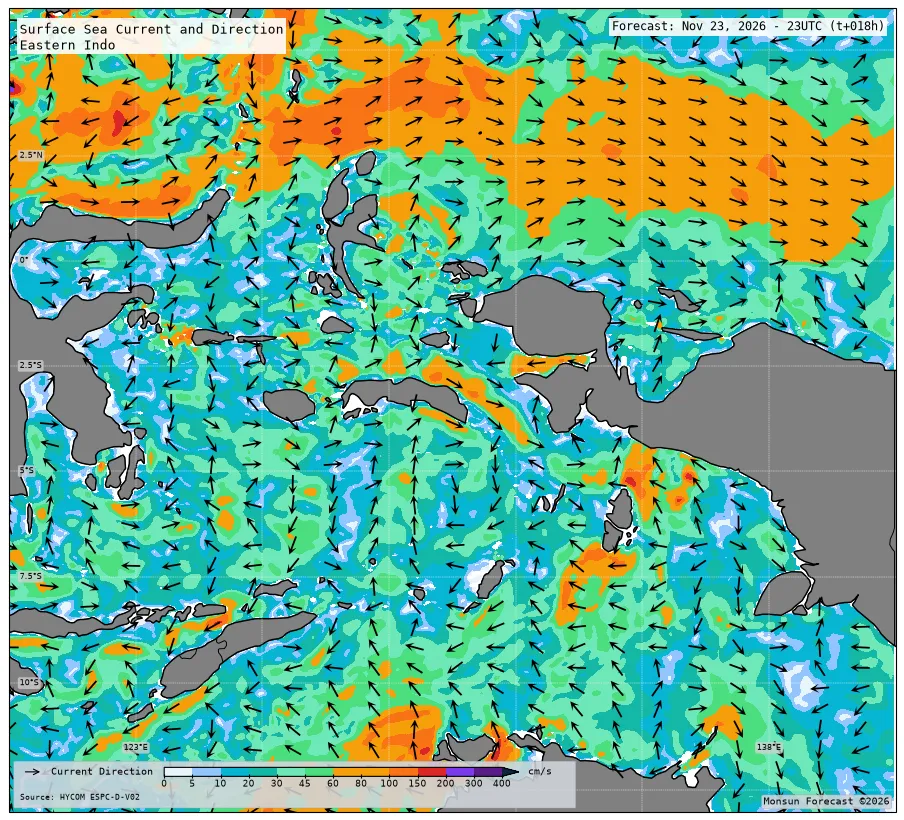 Surface Sea Current and Direction
Eastern Indo
Forecast: Nov 23, 2026 - 23UTC (t+018h)
2.5°N
0°
2.5°S
5°S
7.5°S
10°S
123°E
138°E
Current Direction
0 5 10 20 30 45 60 80 100 150 200 300 400
cm/s
Source: HYCOM ESPC-D-V02
Monsun Forecast ©2026